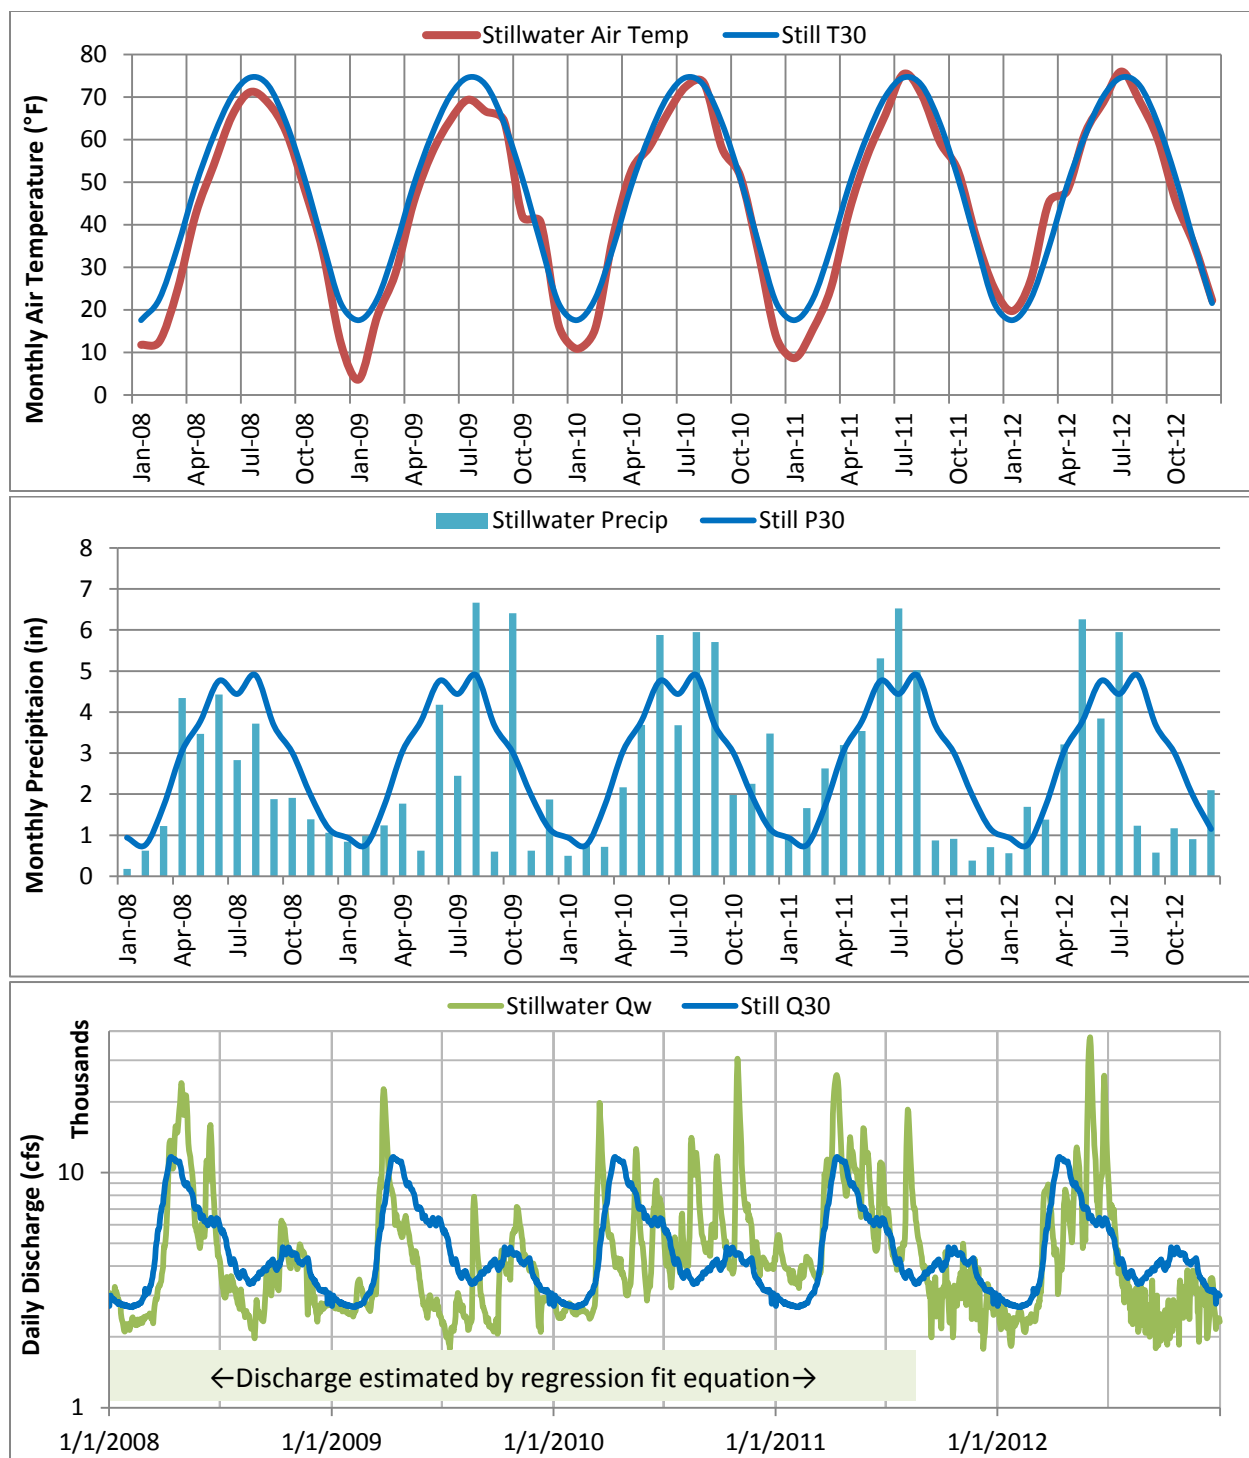 Stillwater Air Temp
Still T30
Monthly Air Temperature (°F)
80
70
60
50
40
30
20
10
0
Jan-08
Apr-08
Jul-08
Oct-08
Jan-09
Apr-09
Jul-09
Oct-09
Jan-10
Apr-10
Jul-10
Oct-10
Jan-11
Apr-11
Jul-11
Oct-11
Jan-12
Apr-12
Jul-12
Oct-12
Stillwater Precip
Still P30
Monthly Precipitaion (in)
8
7
6
5
4
3
2
1
0
Jan-08
Apr-08
Jul-08
Oct-08
Jan-09
Apr-09
Jul-09
Oct-09
Jan-10
Apr-10
Jul-10
Oct-10
Jan-11
Apr-11
Jul-11
Oct-11
Jan-12
Apr-12
Jul-12
Oct-12
Stillwater Qw
Still Q30
Daily Discharge (cfs)
Thousands
10
1
←Discharge estimated by regression fit equation→
1/1/2008
1/1/2009
1/1/2010
1/1/2011
1/1/2012